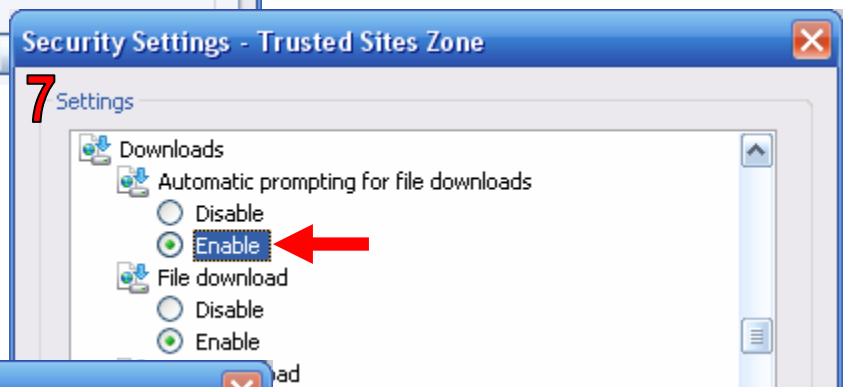 Security Settings - Trusted Sites Zone
7
Settings
Downloads
Automatic prompting for file downloads
Disable
Enable
File download
Disable
Enable